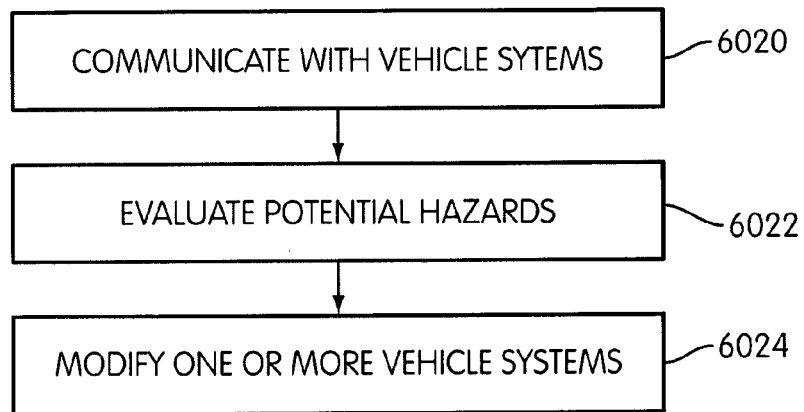 COMMUNICATE WITH VEHICLE SYTEMS
6020
EVALUATE POTENTIAL HAZARDS
6022
MODIFY ONE OR MORE VEHICLE SYSTEMS
6024